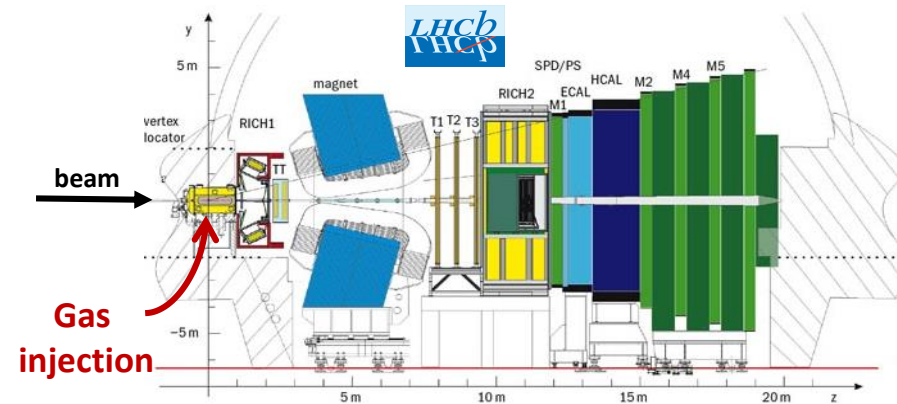 LHCb
LHCb
y
5 m
SPD/PS
HCAL
ECAL
M4 M5
M2
magnet
RICH2
M1
vertex
locator
RICH1
T1 T2 T3
TT
beam
Gas
injection
−5 m
5 m
10 m
15 m
20 m
z